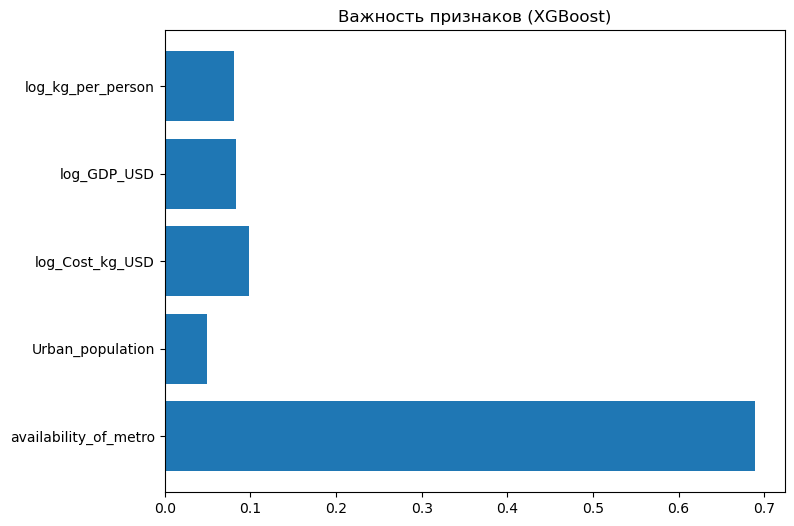 Важность признаков (XGBoost)
log_kg_per_person
log_GDP_USD
log_Cost_kg_USD
Urban_population
availability_of_metro
0.0 0.1 0.2 0.3 0.4 0.5 0.6 0.7